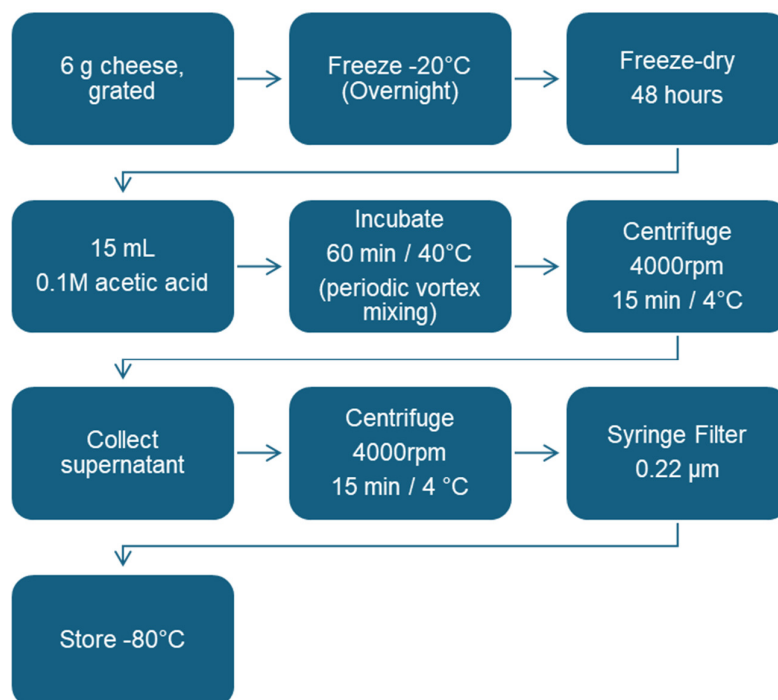 6 g cheese,
grated
Freeze -20°C
(Overnight)
Freeze-dry
48 hours
15 mL
0.1M acetic acid
Incubate
60 min / 40°C
(periodic vortex
mixing)
Centrifuge
4000rpm
15 min / 4°C
Collect
supernatant
Centrifuge
4000rpm
15 min / 4 °C
Syringe Filter
0.22 µm
Store -80°C